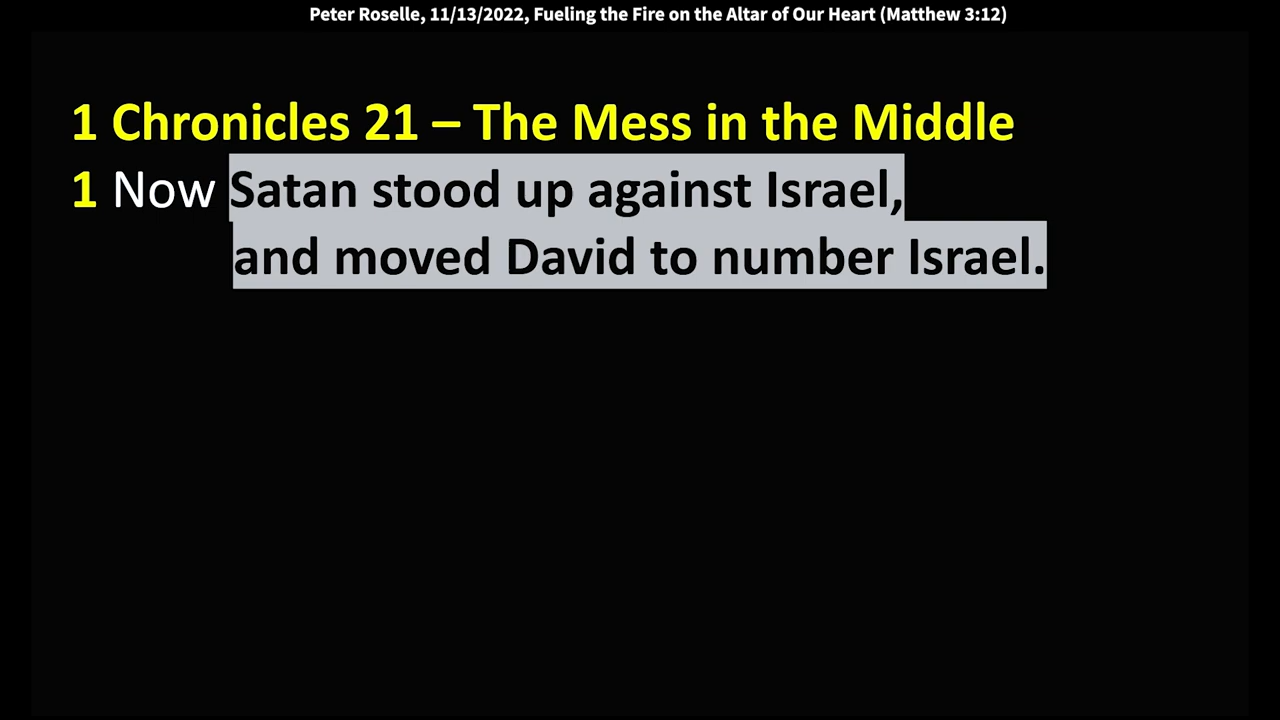 Peter Roselle, 11/13/2022, Fueling the Fire on the Altar of Our Heart (Matthew 3:12)
1 Chronicles 21 – The Mess in the Middle
1 Now Satan stood up against Israel,
and moved David to number Israel.